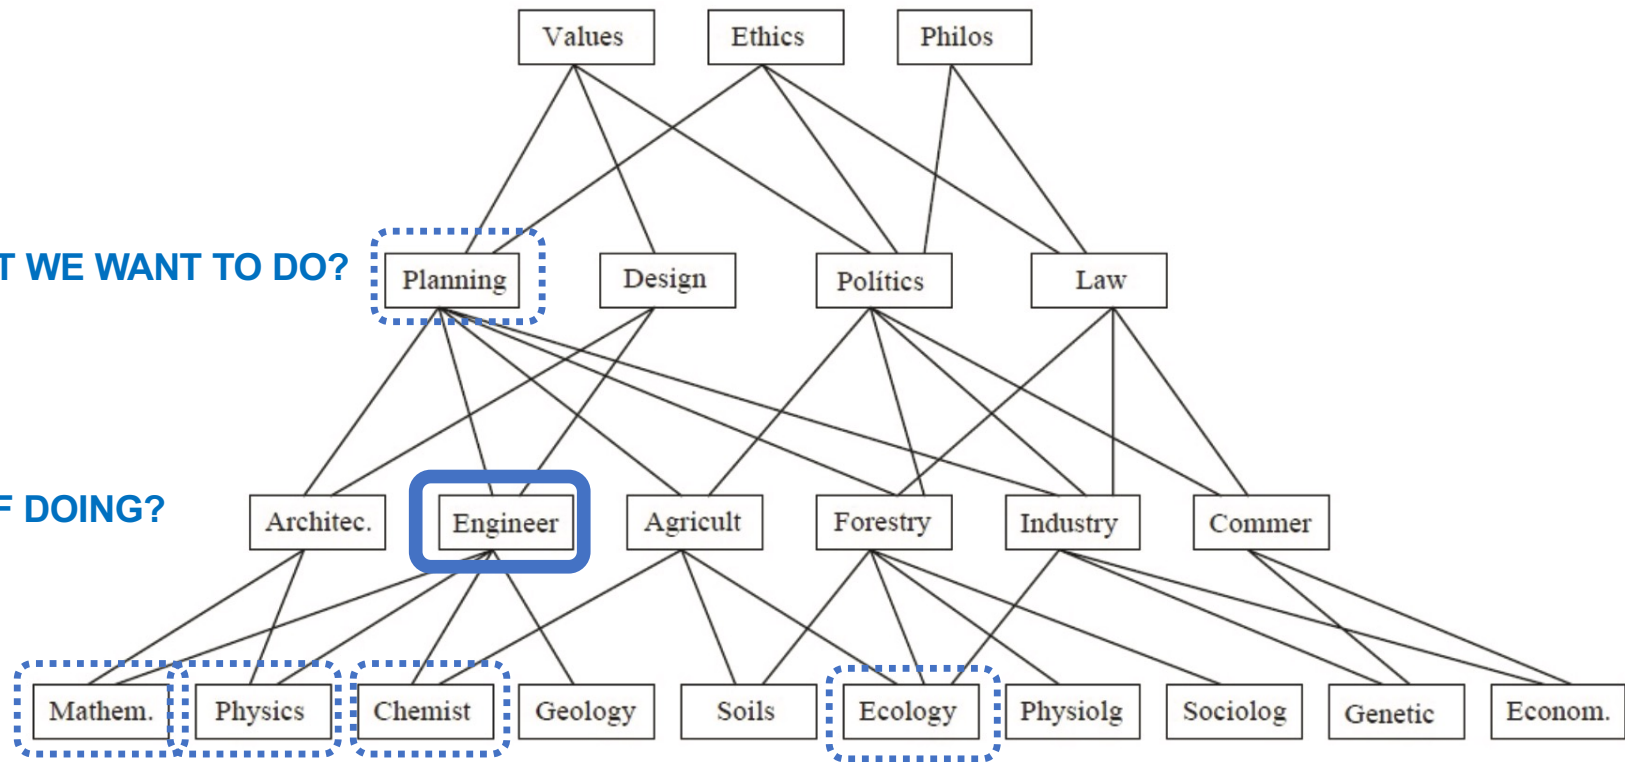 Values Ethics Philos
T WE WANT TO DO? Planning Design Polítics Law
F DOING? Architec. Engineer Agricult Forestry Industry Commer
Mathem. Physics Chemist Geology Soils Ecology Physiolg Sociolog Genetic Econom.